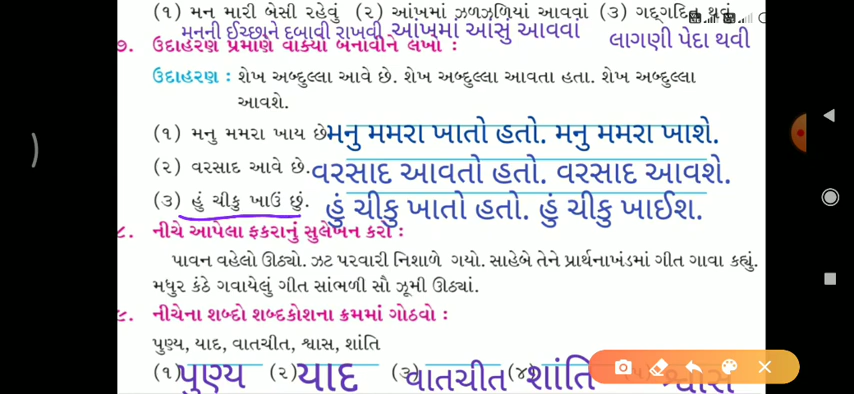 (૧) મન મારી બેસી રહેવું (૨) આંખમાં ઝળઝળિયાં આવવાં (૩) ગદ્ગદિત થવું
મનની ઈચ્છાને દબાવી રાખવી આંખમાં આંસું આવવાં લાગણી પેદા થવી
૭. ઉદાહરણ પ્રમાણે વાક્યો બનાવીને લખો :
ઉદાહરણ : શેખ અબ્દુલ્લા આવે છે. શેખ અબ્દુલ્લા આવતા હતા. શેખ અબ્દુલ્લા
આવશે.
(૧) મનુ મમરા ખાય છે મનુ મમરા ખાતો હતો. મનુ મમરા ખાશે.
(૨) વરસાદ આવે છે. વરસાદ આવતો હતો. વરસાદ આવશે.
(૩) હું ચીકુ ખાઉં છું. હું ચીકુ ખાતો હતો. હું ચીકુ ખાઈશ.
૮. નીચે આપેલા ફકરાનું સુલેખન કરો :
પાવન વહેલો ઊઠ્યો. ઝટ પરવારી નિશાળે ગયો. સાહેબે તેને પ્રાર્થનાખંડમાં ગીત ગાવા કહ્યું.
મધુર કંઠે ગવાયેલું ગીત સાંભળી સૌ ઝૂમી ઊઠ્યાં.
૯. નીચેના શબ્દો શબ્દકોશના ક્રમમાં ગોઠવો :
પુણ્ય, યાદ, વાતચીત, શ્વાસ, શાંતિ
(૧) પુણ્ય (૨) યાદ (૩) વાતચીત (૪) શાંતિ શ્વાસ